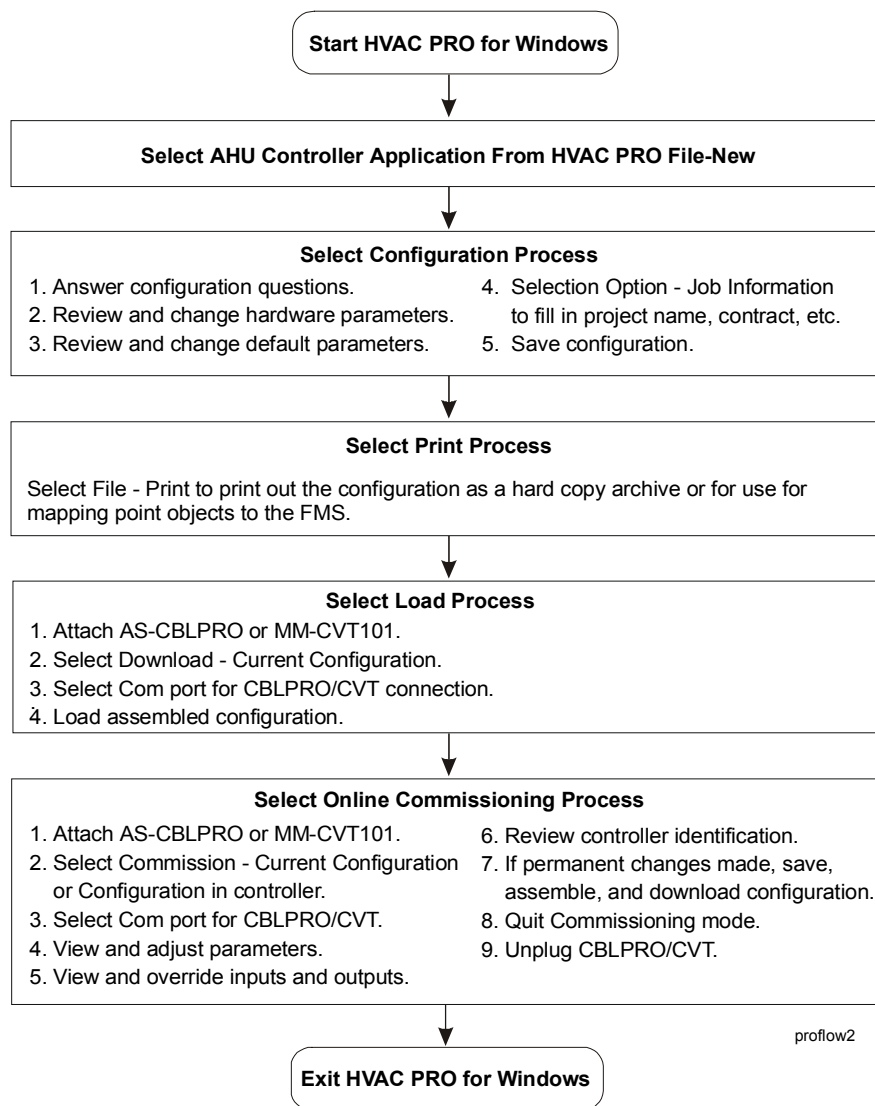 Start HVAC PRO for Windows
Select AHU Controller Application From HVAC PRO File-New
Select Configuration Process
1. Answer configuration questions.
2. Review and change hardware parameters.
3. Review and change default parameters.
4. Selection Option - Job Information
to fill in project name, contract, etc.
5. Save configuration.
Select Print Process
Select File - Print to print out the configuration as a hard copy archive or for use for
mapping point objects to the FMS.
Select Load Process
1. Attach AS-CBLPRO or MM-CVT101.
2. Select Download - Current Configuration.
3. Select Com port for CBLPRO/CVT connection.
4. Load assembled configuration.
Select Online Commissioning Process
1. Attach AS-CBLPRO or MM-CVT101.
2. Select Commission - Current Configuration
or Configuration in controller.
3. Select Com port for CBLPRO/CVT.
4. View and adjust parameters.
5. View and override inputs and outputs.
6. Review controller identification.
7. If permanent changes made, save,
assemble, and download configuration.
8. Quit Commissioning mode.
9. Unplug CBLPRO/CVT.
proflow2
Exit HVAC PRO for Windows